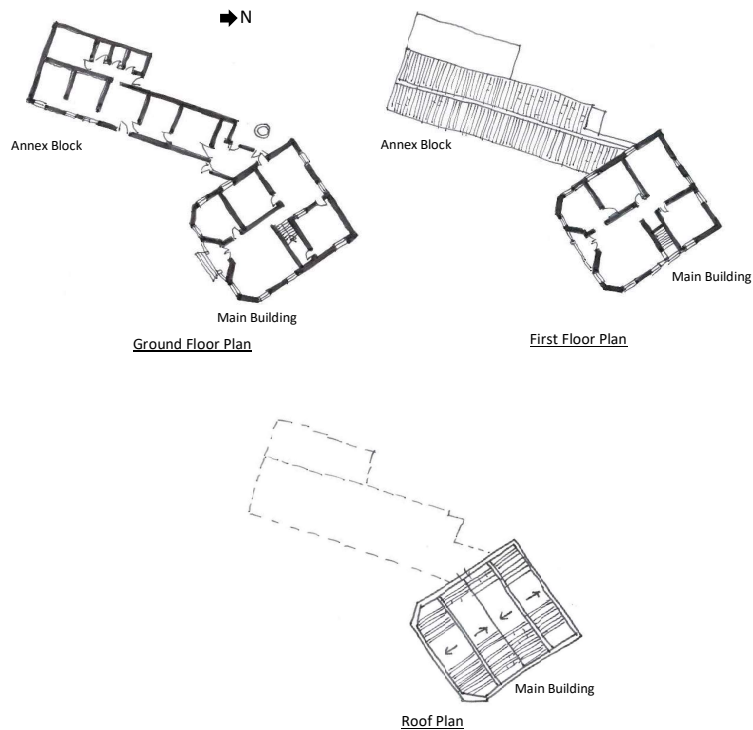 N
Annex Block
Main Building
Ground Floor Plan
Annex Block
Main Building
First Floor Plan
Main Building
Roof Plan